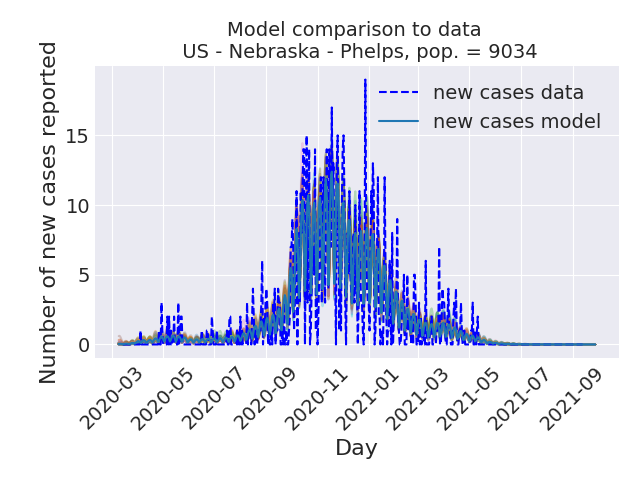 Model comparison to data
US - Nebraska - Phelps, pop. = 9034
Number of new cases reported
15
10
5
0
new cases data
new cases model
2020-03
2020-05
2020-07
2020-09
2020-11
2021-01
2021-03
2021-05
2021-07
2021-09
Day